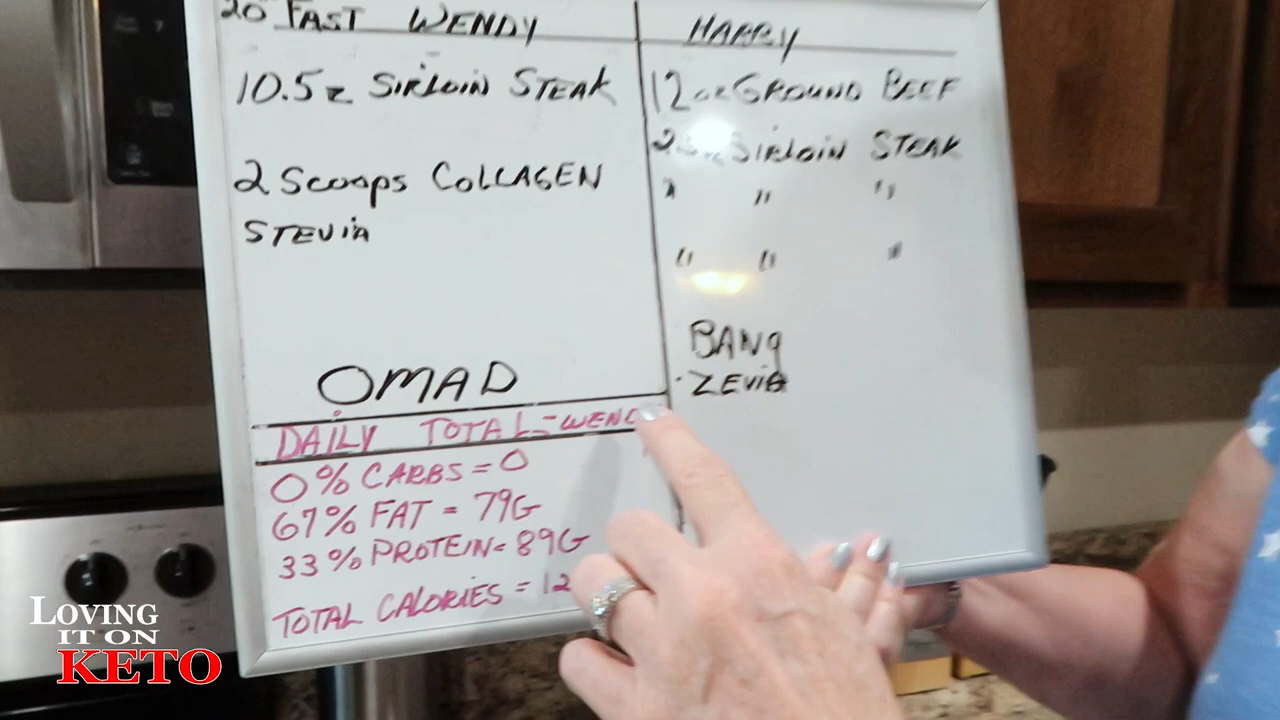 20 FAST WENDY
10.5 z SIRLOIN STEAK
2 Scoops COLLAGEN
STEVIA
OMAD
DAILY TOTAL - WEND
0% CARBS = 0
67% FAT = 79G
33% PROTEIN = 89G
TOTAL CALORIES = 12
HARRY
12 oz GROUND BEEF
SIRLOIN STEAK
" " "
" " "
BANG
ZEVIA
LOVING
IT ON
KETO